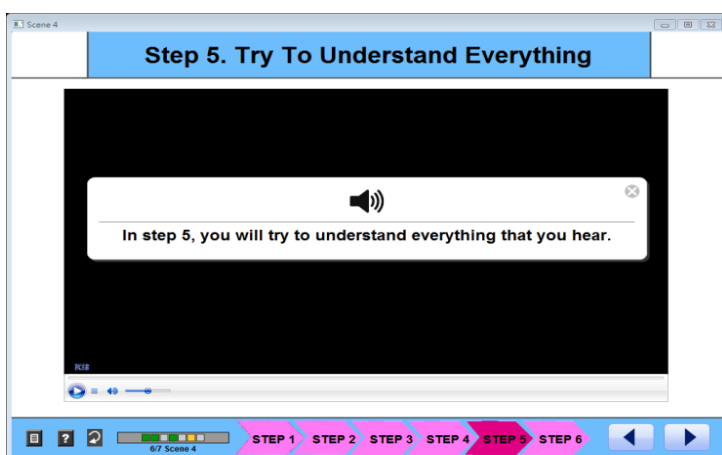 Scene 4
Step 5. Try To Understand Everything
In step 5, you will try to understand everything that you hear.
?
6/7 Scene 4
STEP 1 STEP 2 STEP 3 STEP 4 STEP 5 STEP 6